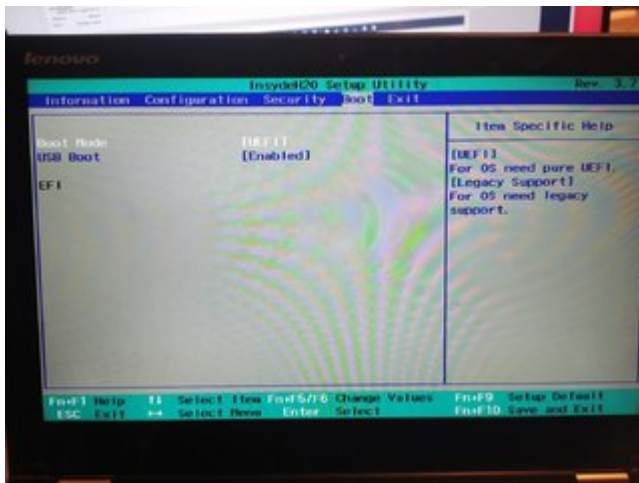 lenovo
InsydeH20 Setup Utility Rev. 3.7
Information Configuration Security Boot Exit
Item Specific Help
Boot Mode [UEFI]
USB Boot [Enabled]
EFI
[UEFI]
For OS need pure UEFI.
[Legacy Support]
For OS need legacy
support.
Fn+F1 Help ↑↓ Select Item Fn+F5/F6 Change Values Fn+F9 Setup Default
ESC Exit ↔ Select Menu Enter Select Fn+F10 Save and Exit